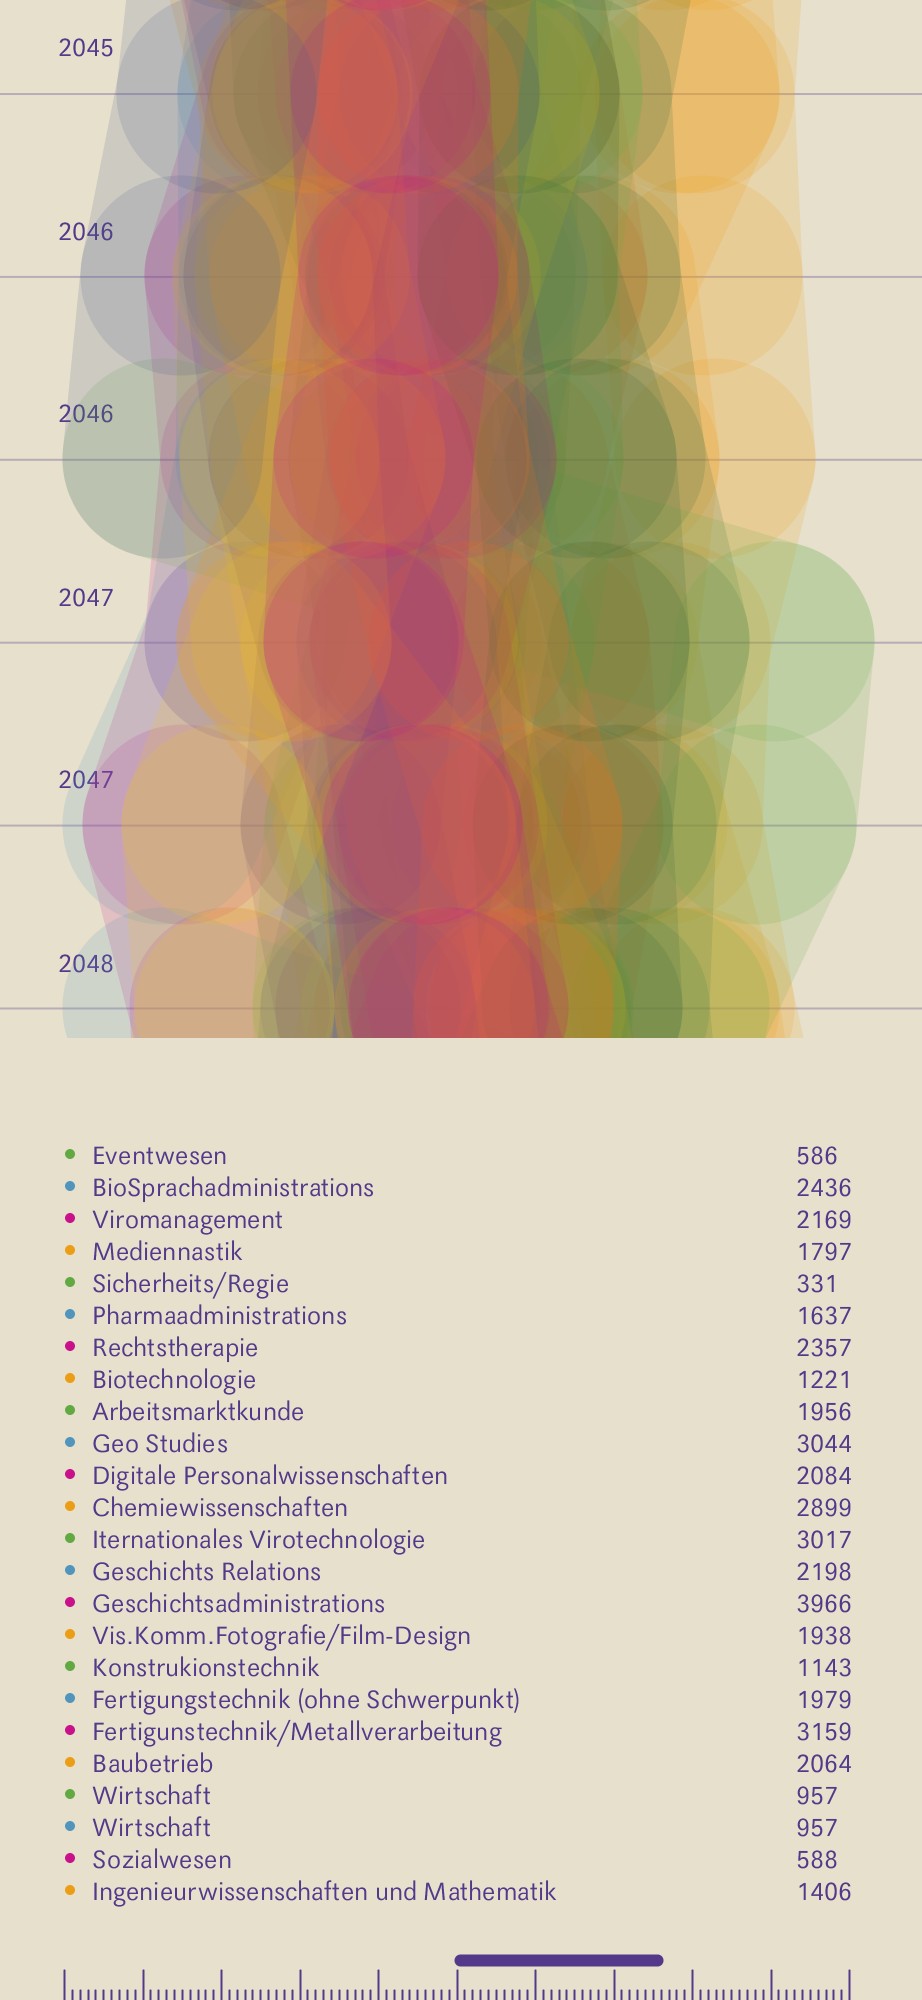 2045
2046
2046
2047
2047
2048
Eventwesen 586
BioSprachadministrations 2436
Viromanagement 2169
Mediennastik 1797
Sicherheits/Regie 331
Pharmaadministrations 1637
Rechtstherapie 2357
Biotechnologie 1221
Arbeitsmarktkunde 1956
Geo Studies 3044
Digitale Personalwissenschaften 2084
Chemiewissenschaften 2899
Iternationales Virotechnologie 3017
Geschichts Relations 2198
Geschichtsadministrations 3966
Vis.Komm.Fotografie/Film-Design 1938
Konstrukionstechnik 1143
Fertigungstechnik (ohne Schwerpunkt) 1979
Fertigunstechnik/Metallverarbeitung 3159
Baubetrieb 2064
Wirtschaft 957
Wirtschaft 957
Sozialwesen 588
Ingenieurwissenschaften und Mathematik 1406